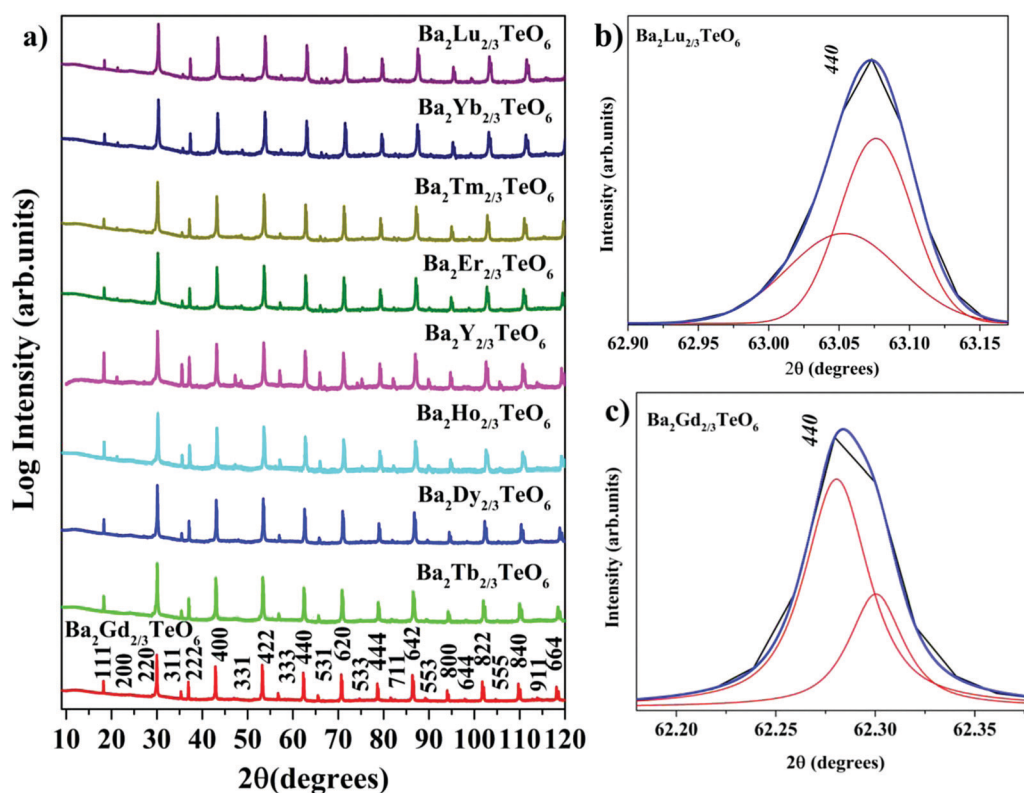 a)
Log Intensity (arb.units)
Ba2Lu2/3TeO6
Ba2Yb2/3TeO6
Ba2Tm2/3TeO6
Ba2Er2/3TeO6
Ba2Y2/3TeO6
Ba2Ho2/3TeO6
Ba2Dy2/3TeO6
Ba2Tb2/3TeO6
Ba2Gd2/3TeO6
111 200 220 311 222 400 331 422 333 440 531 620 533 444 711 642 553 800 644 822 555 840 911 664
10 20 30 40 50 60 70 80 90 100 110 120
2θ(degrees)
b)
Ba2Lu2/3TeO6
440
Intensity (arb.units)
62.90 62.95 63.00 63.05 63.10 63.15
2θ (degrees)
c)
Ba2Gd2/3TeO6
440
Intensity (arb.units)
62.20 62.25 62.30 62.35
2θ (degrees)